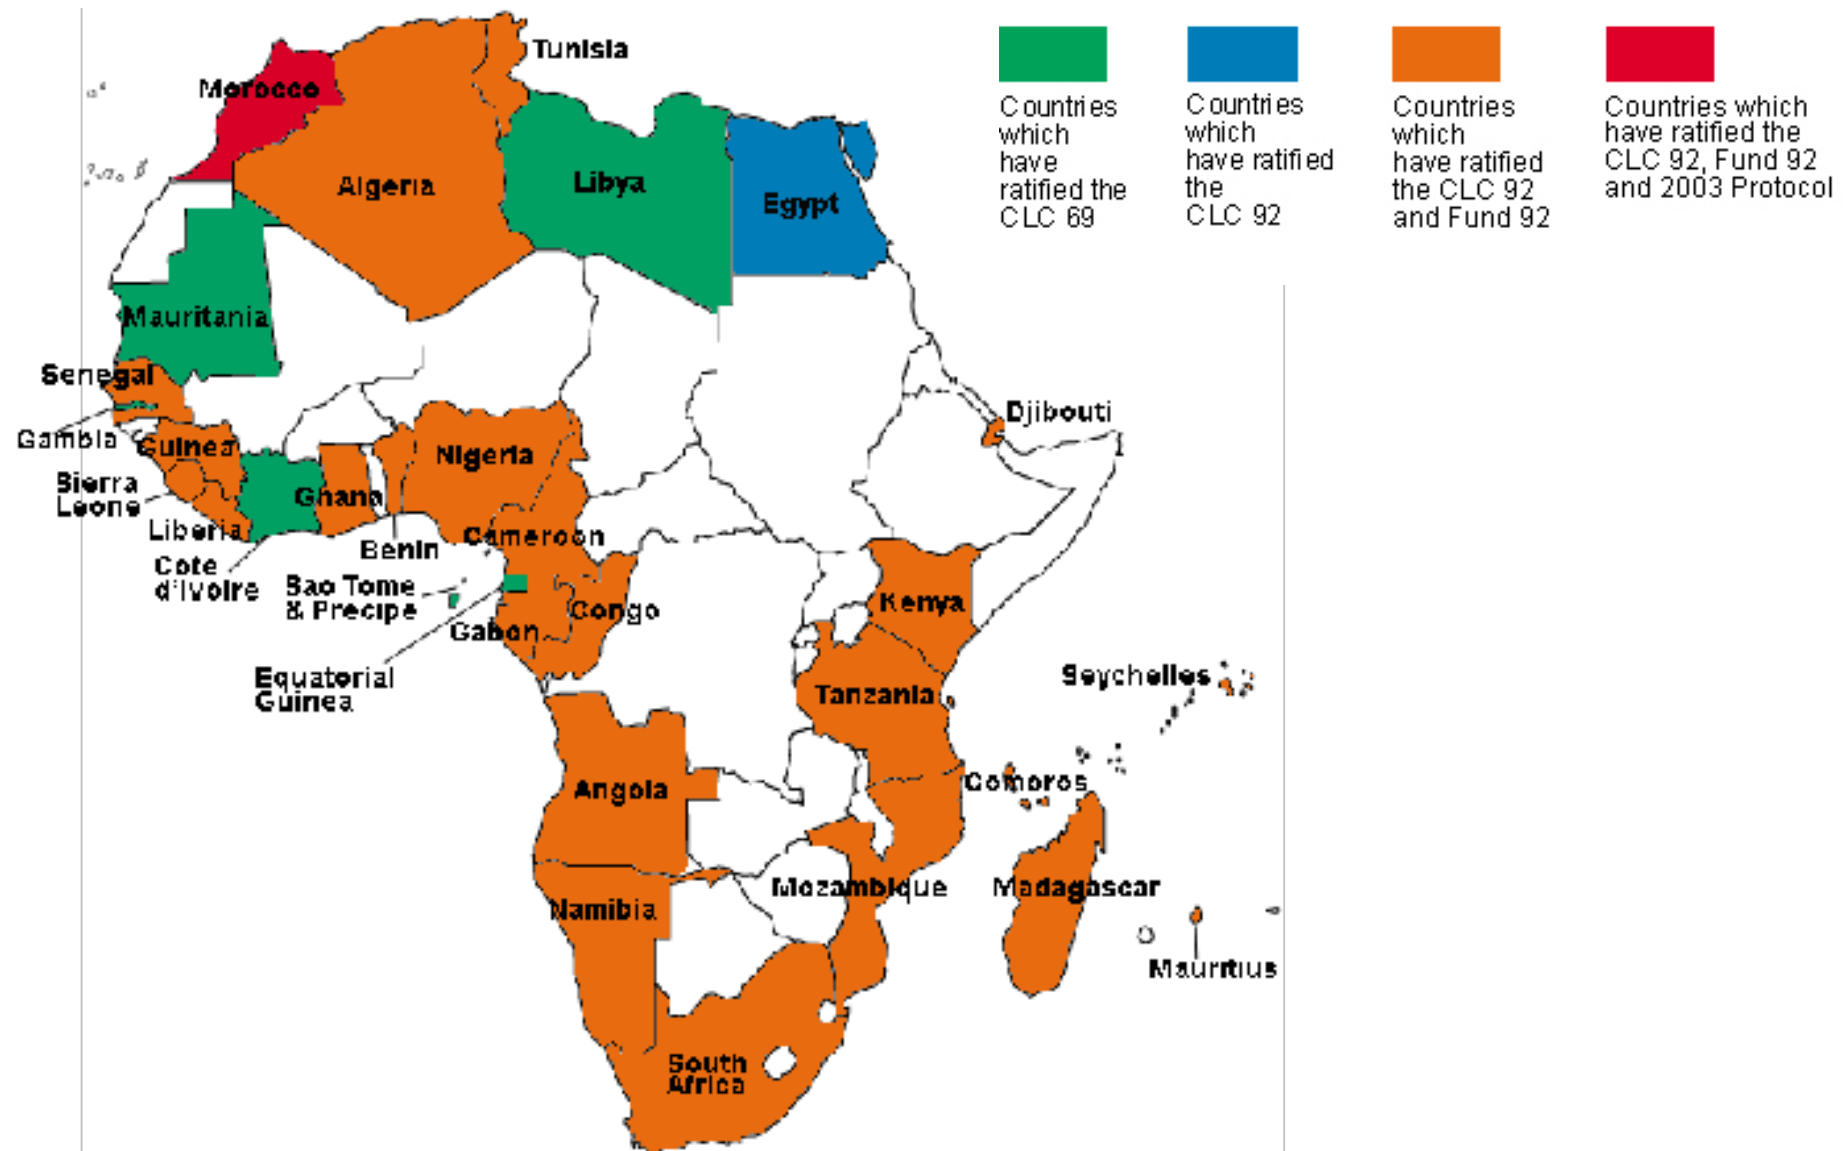 Countries
which
have
ratified the
CLC 69
Countries
which
have ratified
the
CLC 92
Countries
which
have ratified
the CLC 92
and Fund 92
Countries which
have ratified the
CLC 92, Fund 92
and 2003 Protocol
Tunisia
Morocco
Algeria
Libya
Egypt
Mauritania
Senegal
Gambia
Guinea
Sierra
Leone
Liberia
Cote
d'Ivoire
Ghana
Benin
Nigeria
Cameroon
Sao Tome
& Precipe
Gabon
Congo
Equatorial
Guinea
Djibouti
Kenya
Tanzania
Seychelles
Comoros
Angola
Mozambique
Madagascar
Namibia
Mauritius
South
Africa